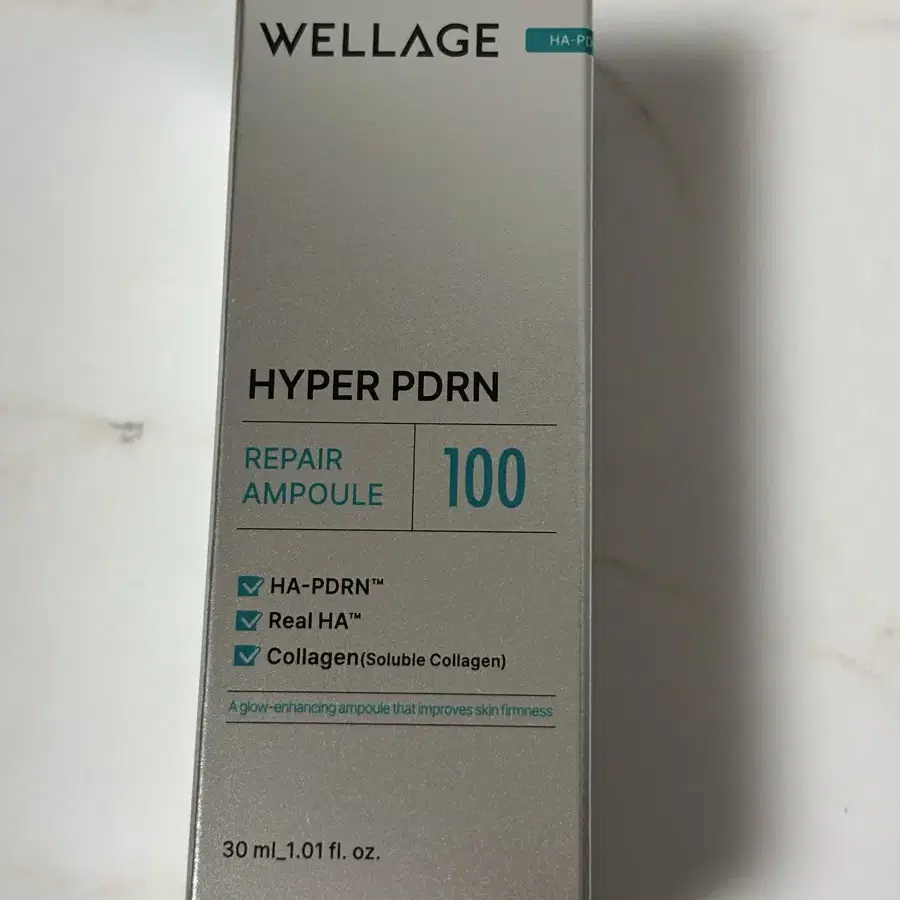 WELLAGE
HYPER PDRN
REPAIR
AMPOULE
100
HA-PDRN™
Real HA™
Collagen(Soluble Collagen)
A glow-enhancing ampoule that improves skin firmness
30 ml_1.01 fl. oz.